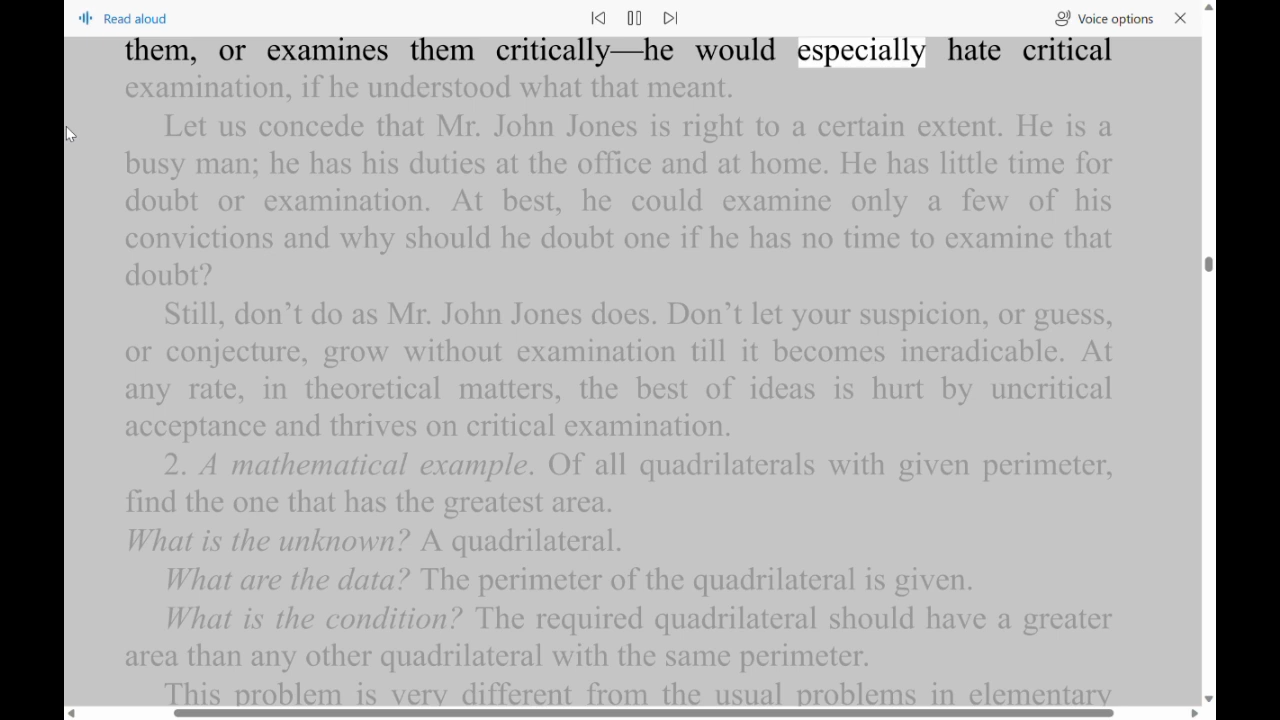 Read aloud
Voice options
them, or examines them critically—he would especially hate critical
examination, if he understood what that meant.
Let us concede that Mr. John Jones is right to a certain extent. He is a
busy man; he has his duties at the office and at home. He has little time for
doubt or examination. At best, he could examine only a few of his
convictions and why should he doubt one if he has no time to examine that
doubt?
Still, don’t do as Mr. John Jones does. Don’t let your suspicion, or guess,
or conjecture, grow without examination till it becomes ineradicable. At
any rate, in theoretical matters, the best of ideas is hurt by uncritical
acceptance and thrives on critical examination.
2. A mathematical example. Of all quadrilaterals with given perimeter,
find the one that has the greatest area.
What is the unknown? A quadrilateral.
What are the data? The perimeter of the quadrilateral is given.
What is the condition? The required quadrilateral should have a greater
area than any other quadrilateral with the same perimeter.
This problem is very different from the usual problems in elementary